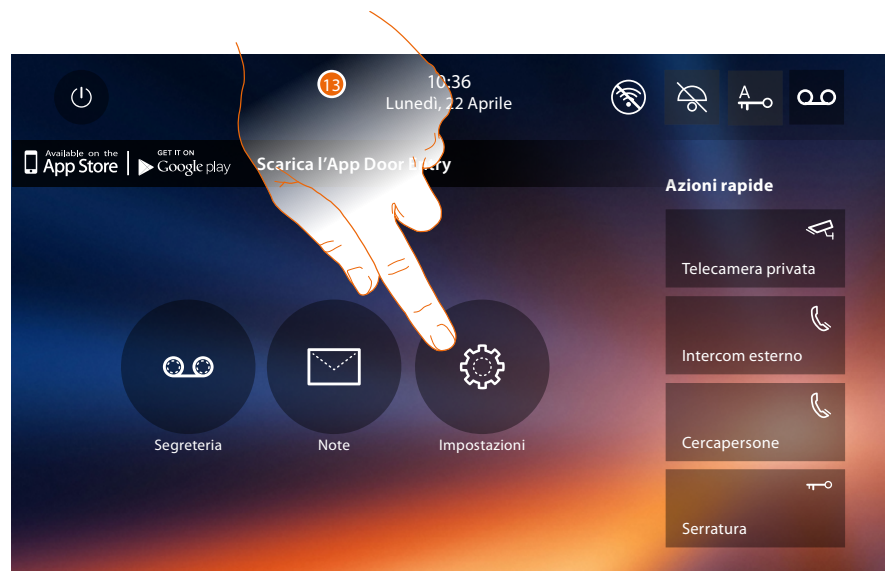 13
10:36
Lunedì, 22 Aprile
A
Available on the
App Store
GET IT ON
Google play
Scarica l'App Door Entry
Azioni rapide
Telecamera privata
Intercom esterno
Cercapersone
Serratura
Segreteria
Note
Impostazioni